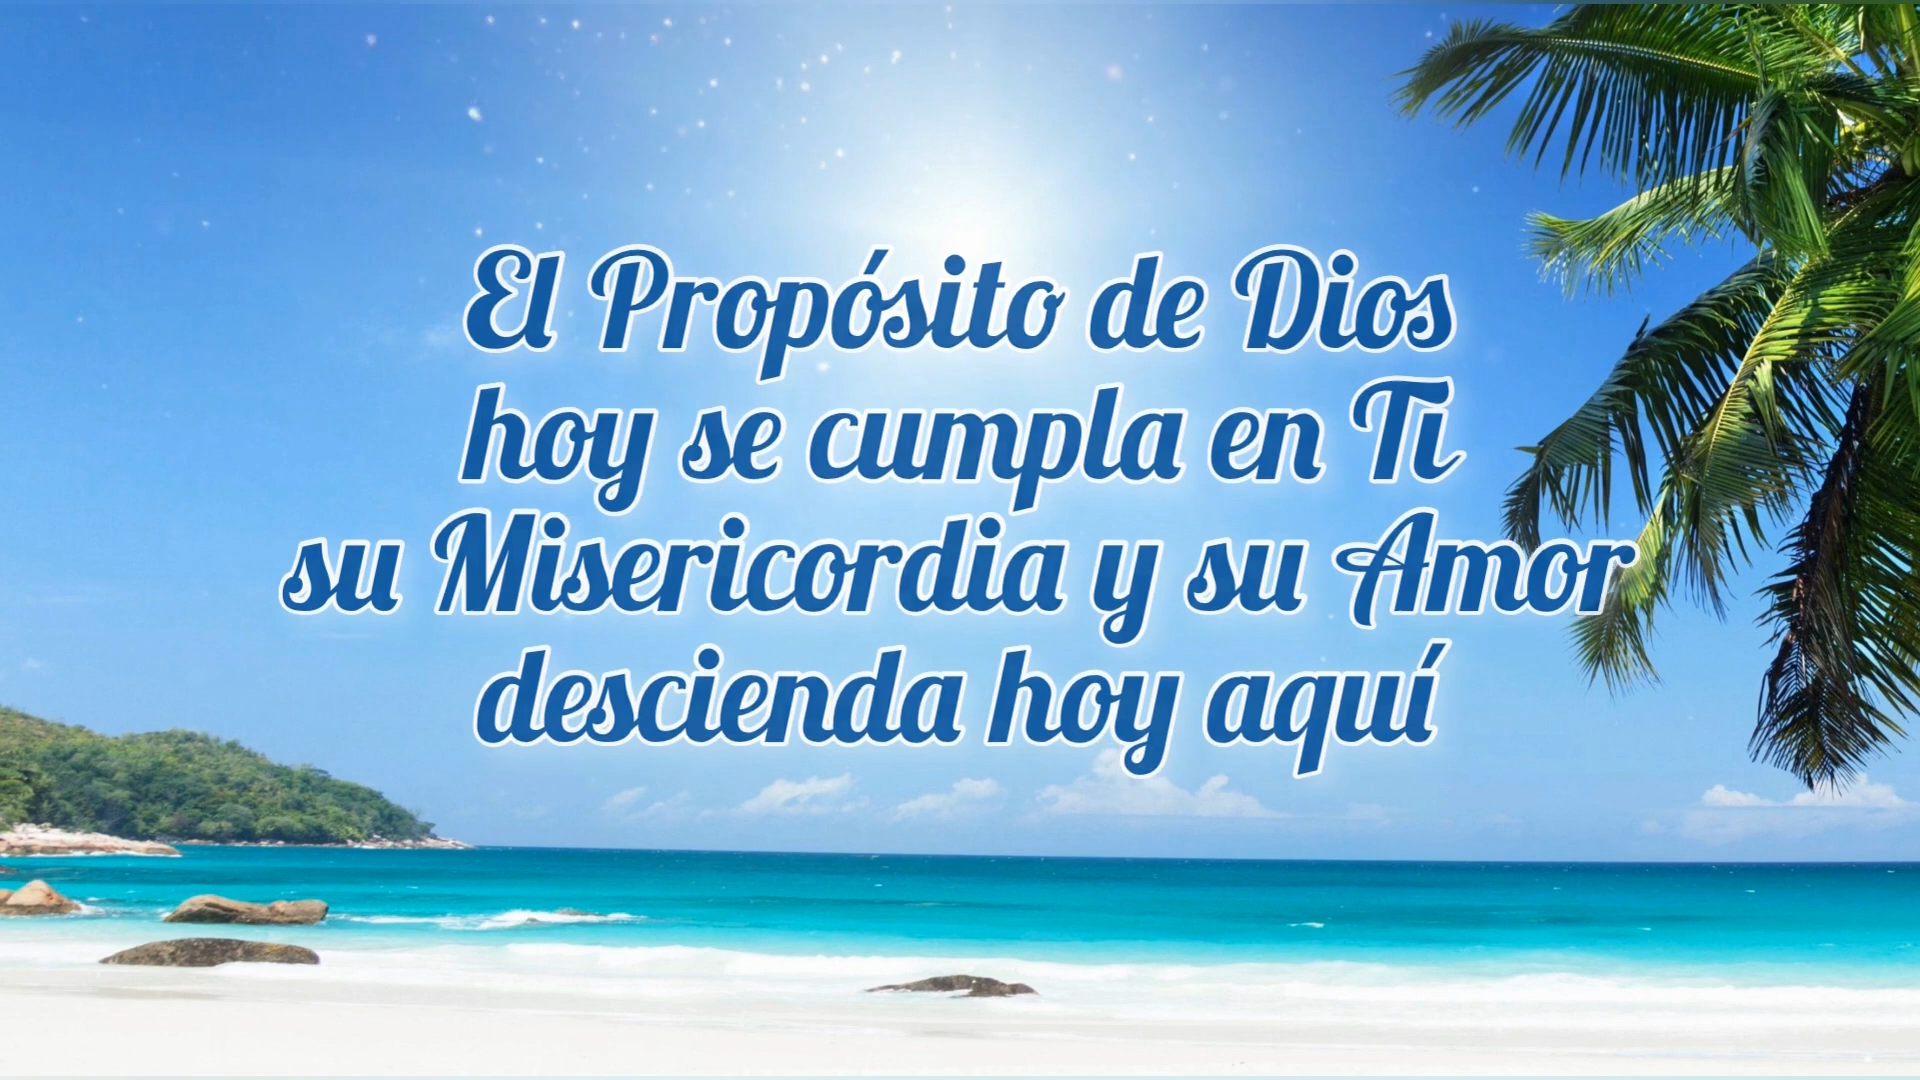 El Propósito de Dios
hoy se cumpla en Ti
su Misericordia y su Amor
descienda hoy aquí